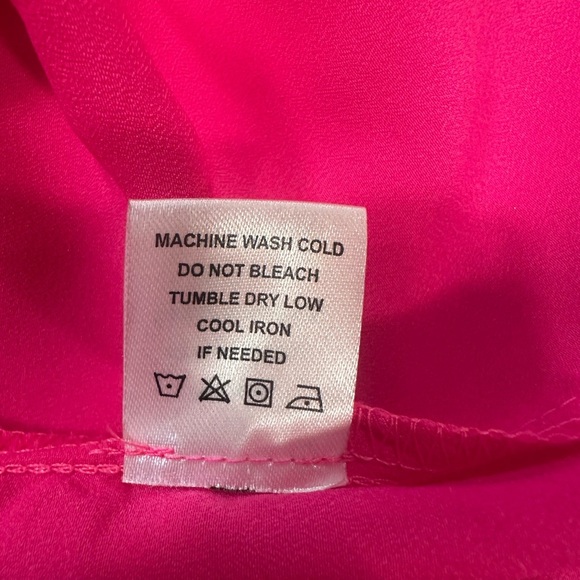 MACHINE WASH COLD
DO NOT BLEACH
TUMBLE DRY LOW
COOL IRON
IF NEEDED